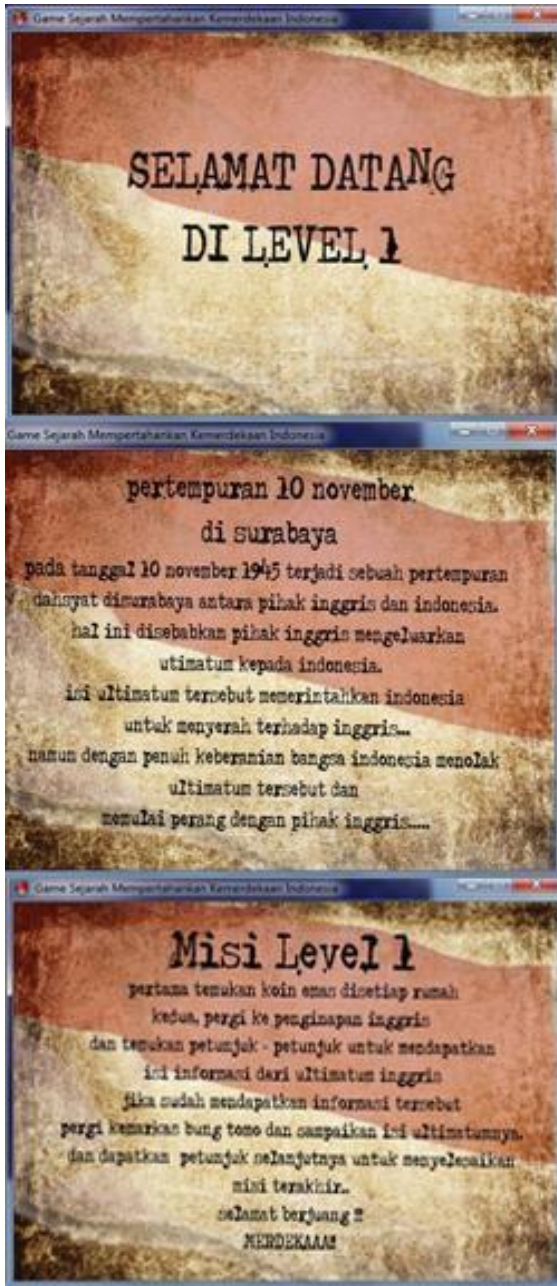 Game Sejarah Mempertahankan Kemerdekaan Indonesia
SELAMAT DATANG
DI LEVEL 1
Game Sejarah Mempertahankan Kemerdekaan Indonesia
pertempuran 10 november
di surabaya
pada tanggal 10 november 1945 terjadi sebuah pertempuran
dahsyat disurabaya antara pihak inggris dan indonesia.
hal ini disebabkan pihak inggris mengeluarkan
utimatum kepada indonesia.
isi ultimatum tersebut memerintahkan indonesia
untuk menyerah terhadap inggris...
namun dengan penuh keberanian bangsa indonesia menolak
ultimatum tersebut dan
memulai perang dengan pihak inggris.....
Game Sejarah Mempertahankan Kemerdekaan Indonesia
Misi Level 1
pertama temukan koin emas disetiap rumah
kedua, pergi ke penginapan inggris
dan temukan petunjuk - petunjuk untuk mendapatkan
isi informasi dari ultimatum inggris
jika sudah mendapatkan informasi tersebut
pergi kemarkas bung tomo dan sampaikan isi ultimatumnya.
dan dapatkan petunjuk selanjutnya untuk menyelesaikan
misi terakhir..
selamat berjuang !!
MERDEKAAA!!